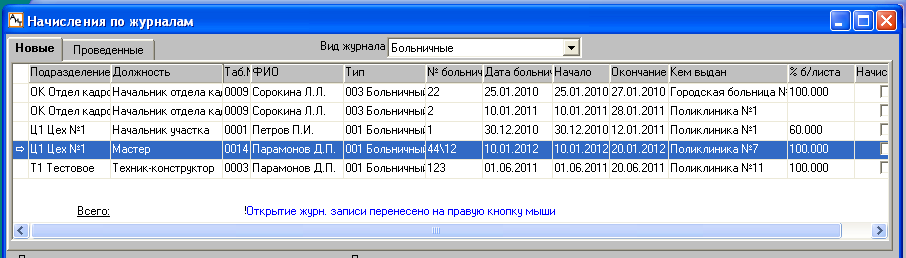 Начисления по журналам
Новые Проведенные Вид журнала Больничные
Подразделение Должность Таб.№ ФИО Тип № больнич Дата больнич Начало Окончание Кем выдан % б/листа Начис
ОК Отдел кадро Начальник отдела кад 0009 Сорокина Л.Л. 003 Больничный 22 25.01.2010 25.01.2010 27.01.2010 Городская больница № 100.000
ОК Отдел кадро Начальник отдела кад 0009 Сорокина Л.Л. 003 Больничный 2 10.01.2011 10.01.2011 28.01.2011 Поликлиника №1
Ц1 Цех №1 Начальник участка 0001 Петров П.И. 001 Больничный 1 30.12.2010 30.12.2010 12.01.2011 Поликлиника №1 60.000
Ц1 Цех №1 Мастер 0014 Парамонов Д.П. 001 Больничный 44\12 10.01.2012 10.01.2012 20.01.2012 Поликлиника №7 100.000
Т1 Тестовое Техник-конструктор 0003 Парамонов Д.П. 001 Больничный 123 01.06.2011 01.06.2011 20.06.2011 Поликлиника №11 100.000
Всего: !Открытие журн. записи перенесено на правую кнопку мыши